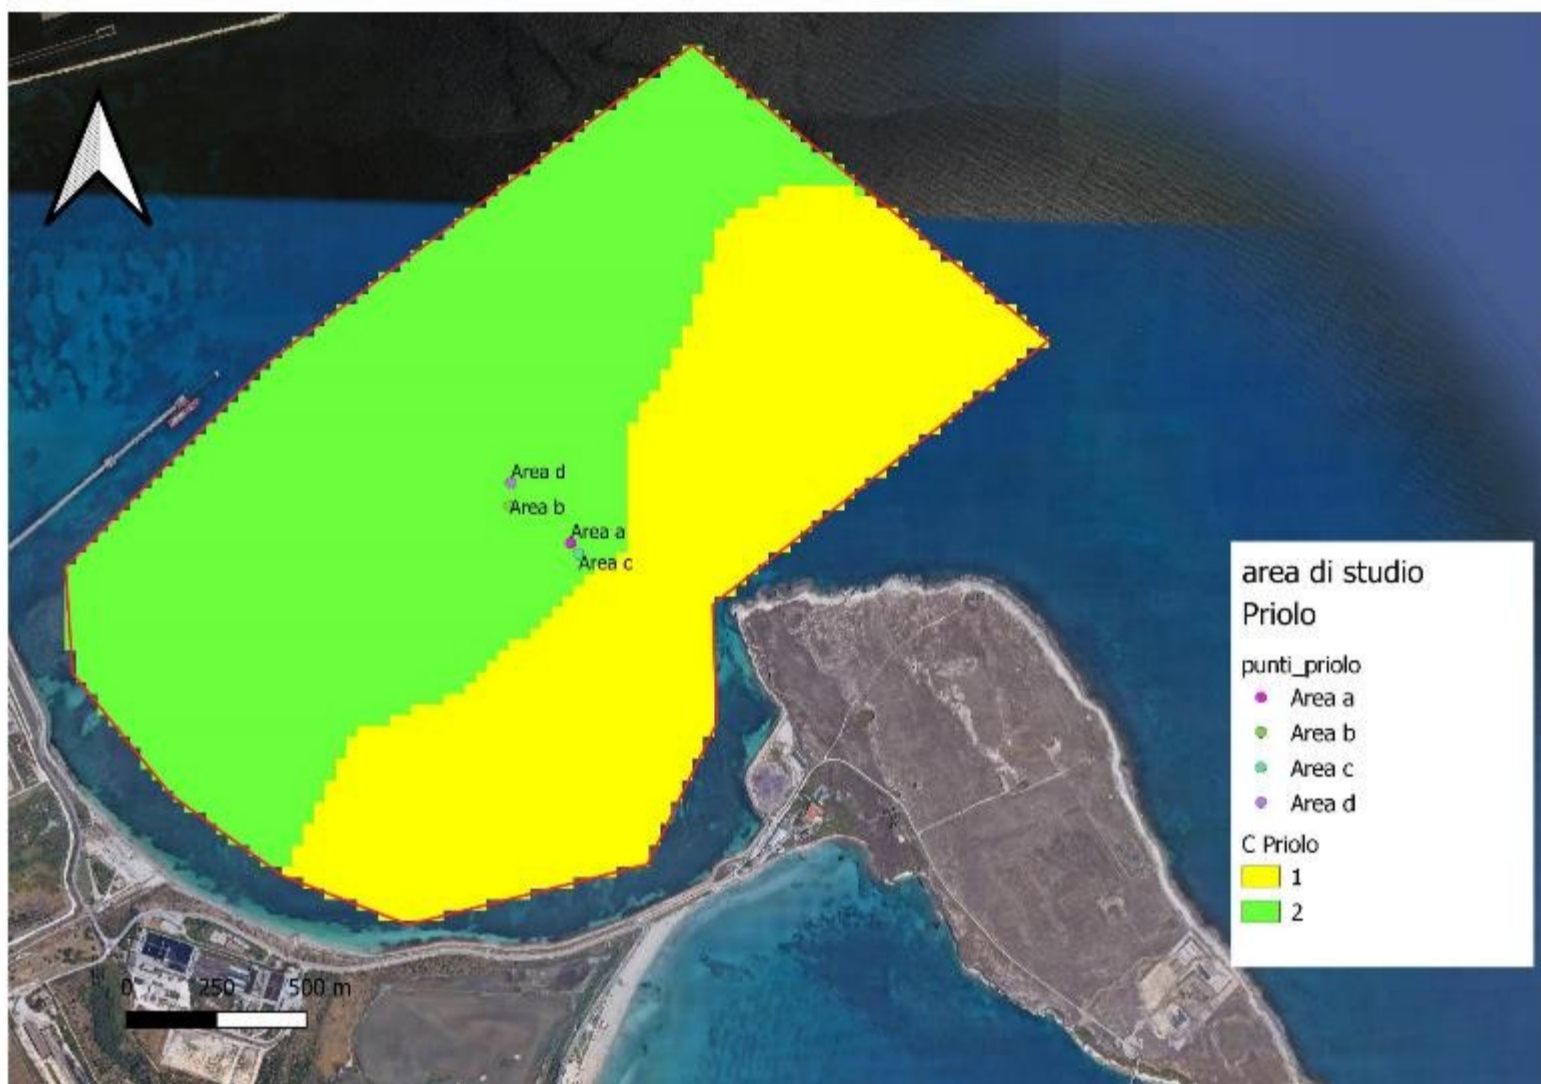 Area d
Area b
Area a
Area c
area di studio
Priolo
punti_priolo
Area a
Area b
Area c
Area d
C Priolo
1
2
0 250 500 m